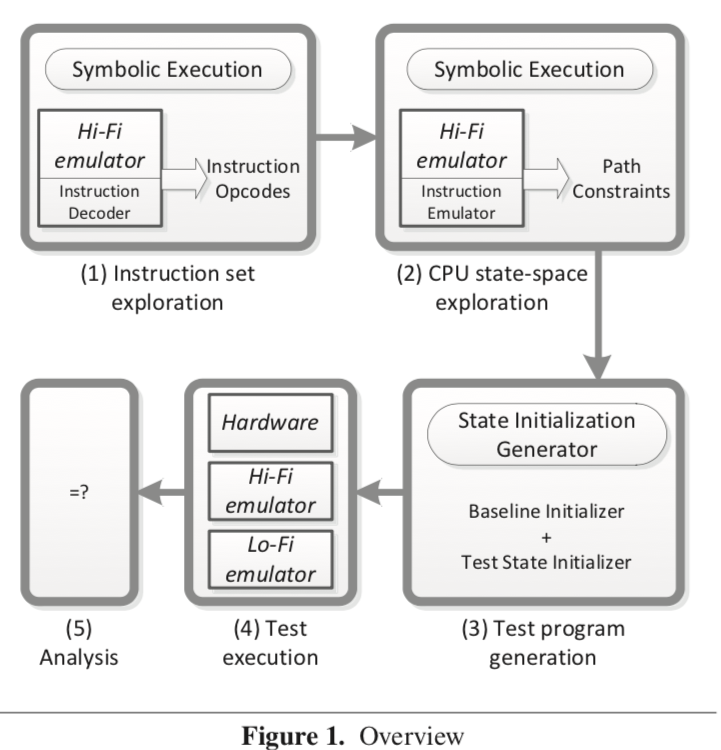 Symbolic Execution
Hi-Fi
emulator
Instruction
Decoder
Instruction
Opcodes
(1) Instruction set
exploration
Symbolic Execution
Hi-Fi
emulator
Instruction
Emulator
Path
Constraints
(2) CPU state-space
exploration
State Initialization
Generator
Baseline Initializer
+
Test State Initializer
(3) Test program
generation
Hardware
Hi-Fi
emulator
Lo-Fi
emulator
(4) Test
execution
=?
(5)
Analysis
Figure 1. Overview